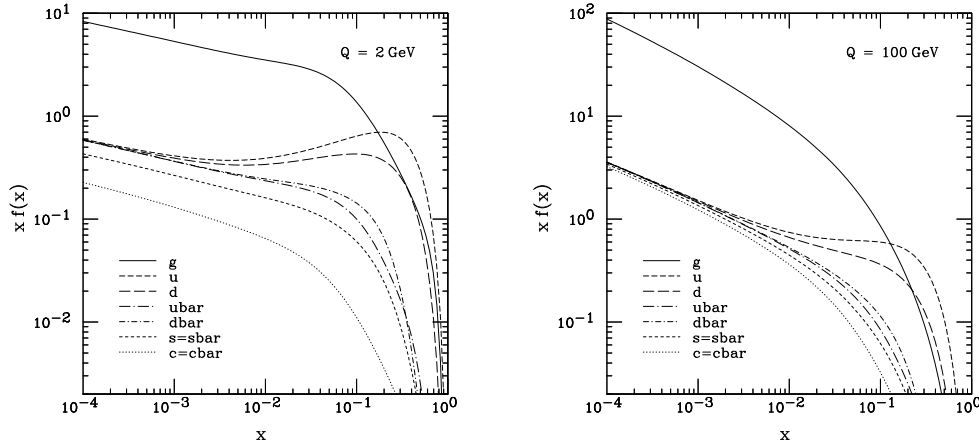 10^1
10^0
10^-1
10^-2
x f(x)
Q = 2 GeV
g
u
d
ubar
dbar
s=sbar
c=cbar
10^-4 10^-3 10^-2 10^-1 10^0
x
10^2
10^1
10^0
10^-1
x f(x)
Q = 100 GeV
g
u
d
ubar
dbar
s=sbar
c=cbar
10^-4 10^-3 10^-2 10^-1 10^0
x